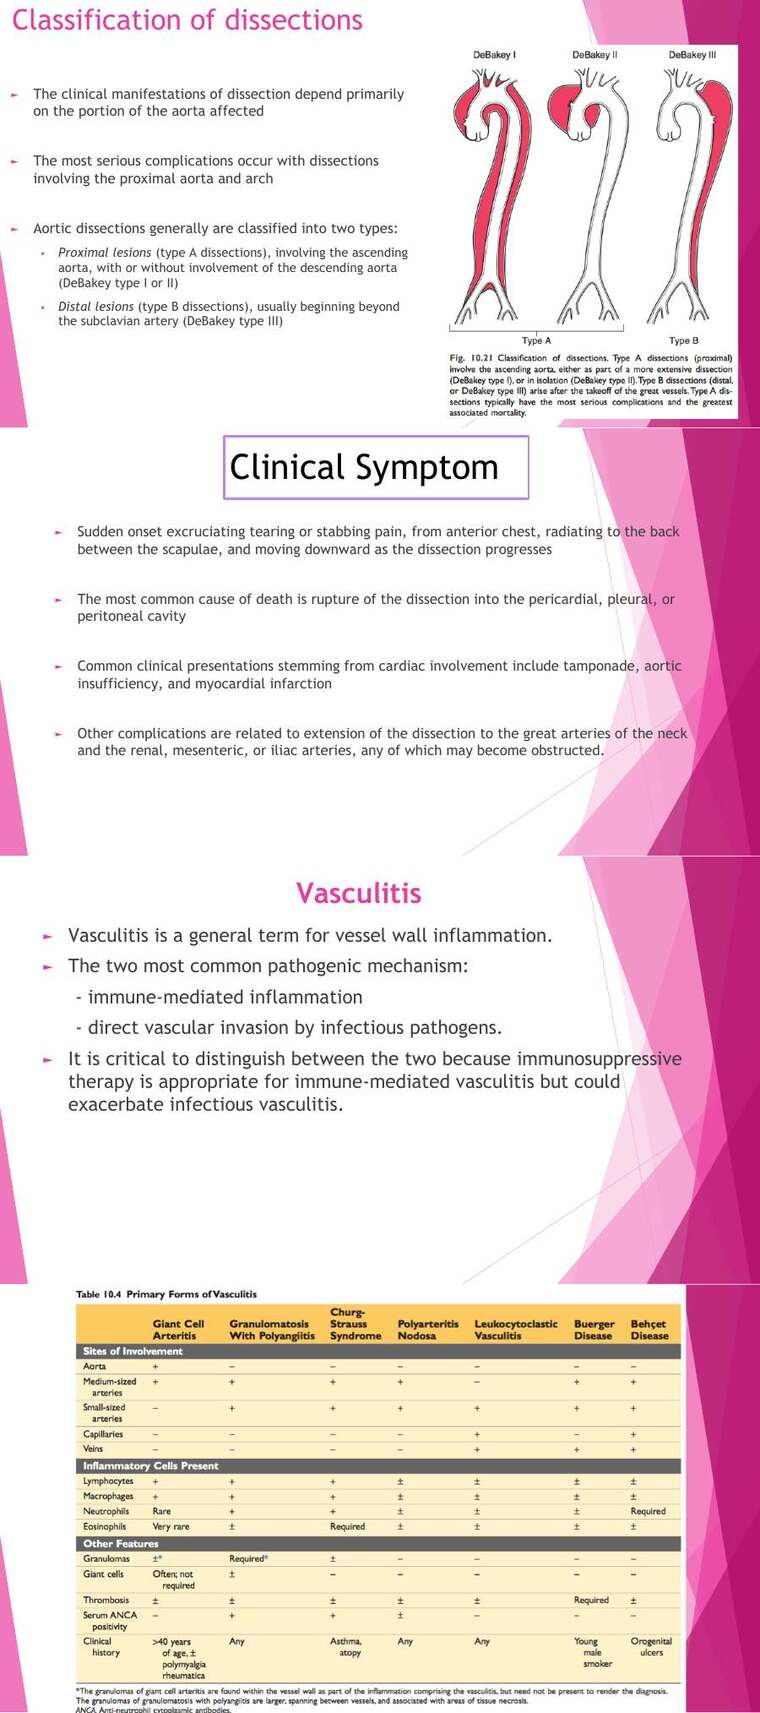 Classification of dissections
► The clinical manifestations of dissection depend primarily
on the portion of the aorta affected
► The most serious complications occur with dissections
involving the proximal aorta and arch
► Aortic dissections generally are classified into two types:
• Proximal lesions (type A dissections), involving the ascending
aorta, with or without involvement of the descending aorta
(DeBakey type I or II)
• Distal lesions (type B dissections), usually beginning beyond
the subclavian artery (DeBakey type III)
DeBakey I DeBakey II DeBakey III
Type A Type B
Fig. 10.21 Classification of dissections. Type A dissections (proximal)
involve the ascending aorta, either as part of a more extensive dissection
(DeBakey type I), or in isolation (DeBakey type II). Type B dissections (distal,
or DeBakey type III) arise after the takeoff of the great vessels. Type A dis-
sections typically have the most serious complications and the greatest
associated mortality.
Clinical Symptom
► Sudden onset excruciating tearing or stabbing pain, from anterior chest, radiating to the back
between the scapulae, and moving downward as the dissection progresses
► The most common cause of death is rupture of the dissection into the pericardial, pleural, or
peritoneal cavity
► Common clinical presentations stemming from cardiac involvement include tamponade, aortic
insufficiency, and myocardial infarction
► Other complications are related to extension of the dissection to the great arteries of the neck
and the renal, mesenteric, or iliac arteries, any of which may become obstructed.
Vasculitis
► Vasculitis is a general term for vessel wall inflammation.
► The two most common pathogenic mechanism:
- immune-mediated inflammation
- direct vascular invasion by infectious pathogens.
► It is critical to distinguish between the two because immunosuppressive
therapy is appropriate for immune-mediated vasculitis but could
exacerbate infectious vasculitis.
Table 10.4 Primary Forms of Vasculitis
Churg-
Giant Cell Granulomatosis Strauss Polyarteritis Leukocytoclastic Buerger Behçet
Arteritis With Polyangiitis Syndrome Nodosa Vasculitis Disease Disease
Sites of Involvement
Aorta + – – – – – –
Medium-sized + + + + – + +
arteries
Small-sized – + + + + + +
arteries
Capillaries – – – – + – +
Veins – – – – + + +
Inflammatory Cells Present
Lymphocytes + + + ± ± ± ±
Macrophages + + + ± ± ± ±
Neutrophils Rare + + ± ± ± Required
Eosinophils Very rare ± Required ± ± ± ±
Other Features
Granulomas ±* Required* ± – – – –
Giant cells Often; not ± – – – – –
required
Thrombosis ± ± ± ± ± Required ±
Serum ANCA – + + ± – – –
positivity
Clinical >40 years Any Asthma, Any Any Young Orogenital
history of age, ± atopy male ulcers
polymyalgia smoker
rheumatica
*The granulomas of giant cell arteritis are found within the vessel wall as part of the inflammation comprising the vasculitis, but need not be present to render the diagnosis.
The granulomas of granulomatosis with polyangiitis are larger, spanning between vessels, and associated with areas of tissue necrosis.
ANCA, Anti-neutrophil cytoplasmic antibodies.